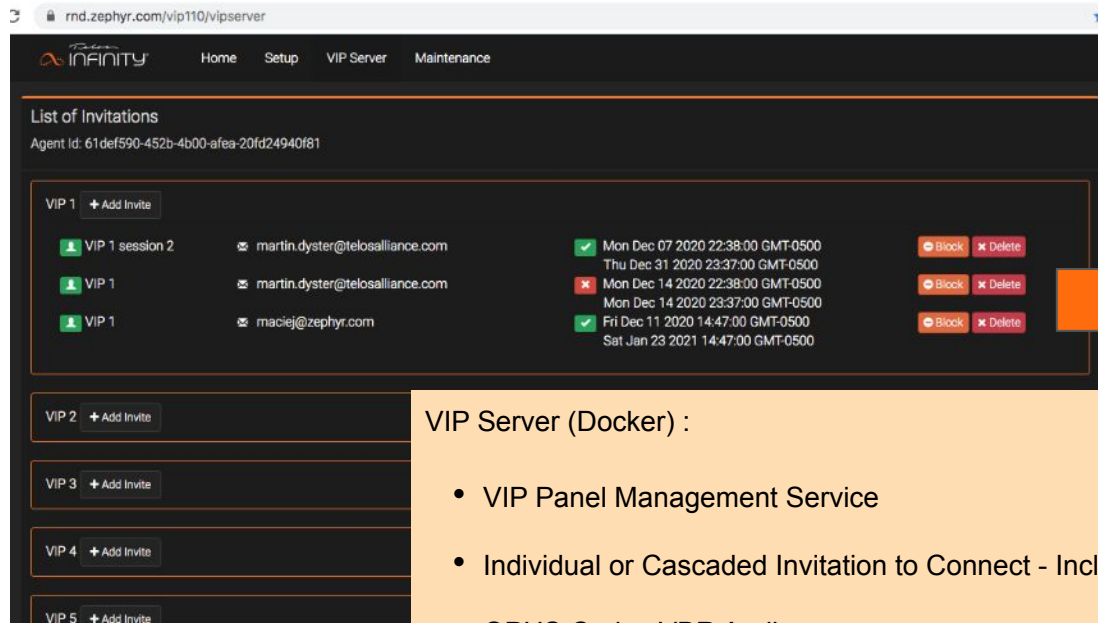 rnd.zephyr.com/vip110/vipserver
Telos
INFINITY Home Setup VIP Server Maintenance
List of Invitations
Agent Id: 61def590-452b-4b00-afea-20fd24940f81
VIP 1 + Add Invite
VIP 1 session 2 martin.dyster@telosalliance.com Mon Dec 07 2020 22:38:00 GMT-0500 Block Delete
Thu Dec 31 2020 23:37:00 GMT-0500
VIP 1 martin.dyster@telosalliance.com Mon Dec 14 2020 22:38:00 GMT-0500 Block Delete
Mon Dec 14 2020 23:37:00 GMT-0500
VIP 1 maciej@zephyr.com Fri Dec 11 2020 14:47:00 GMT-0500 Block Delete
Sat Jan 23 2021 14:47:00 GMT-0500
VIP 2 + Add Invite
VIP 3 + Add Invite
VIP 4 + Add Invite
VIP 5 + Add Invite
VIP Server (Docker) :
• VIP Panel Management Service
• Individual or Cascaded Invitation to Connect - Incl